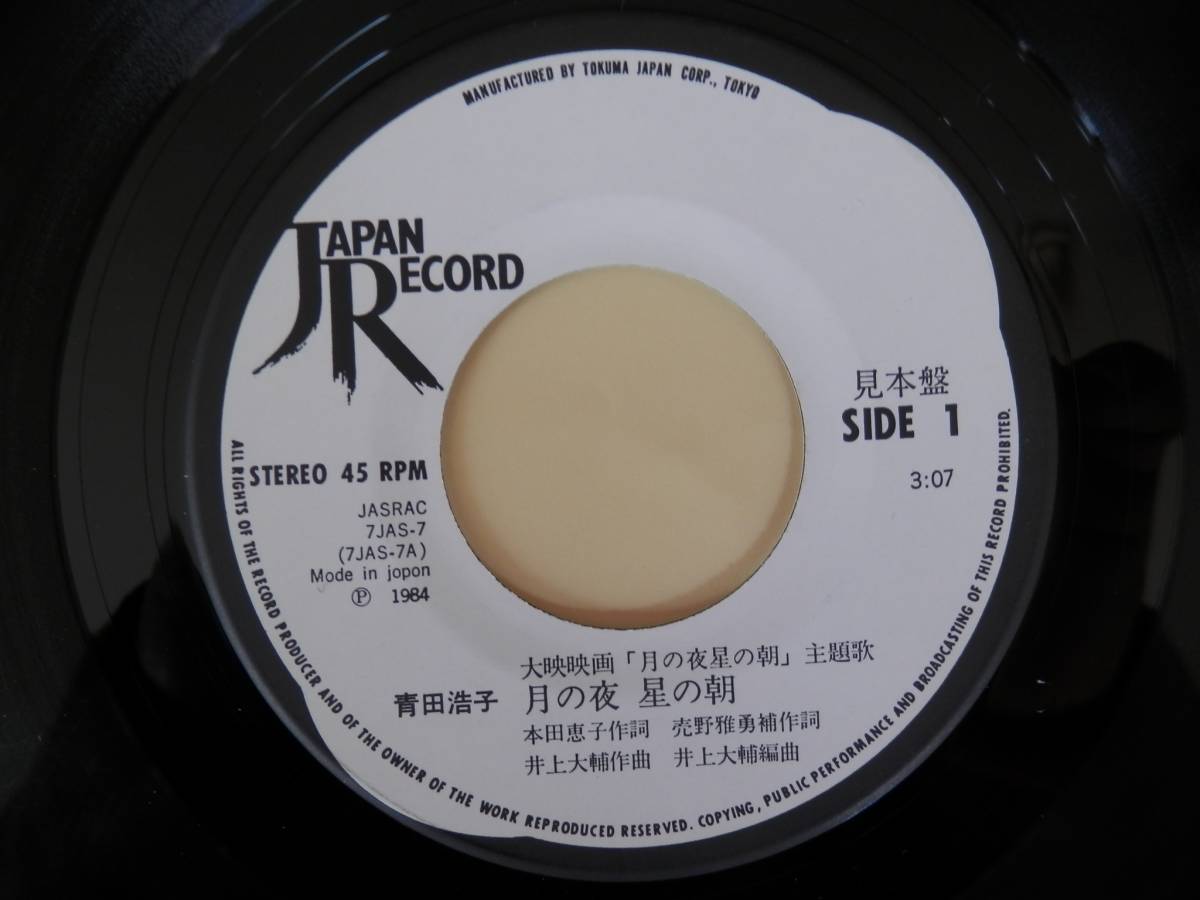 MANUFACTURED BY TOKUMA JAPAN CORP., TOKYO
JAPAN
RECORD
見本盤
SIDE 1
3:07
STEREO 45 RPM
JASRAC
7JAS-7
(7JAS-7A)
Mode in jopon
Ⓟ 1984
大映映画「月の夜星の朝」主題歌
青田浩子 月の夜 星の朝
本田恵子作詞 売野雅勇補作詞
井上大輔作曲 井上大輔編曲
ALL RIGHTS OF THE RECORD PRODUCER AND OF THE OWNER OF THE WORK REPRODUCED RESERVED. COPYING, PUBLIC PERFORMANCE AND BROADCASTING OF THIS RECORD PROHIBITED.